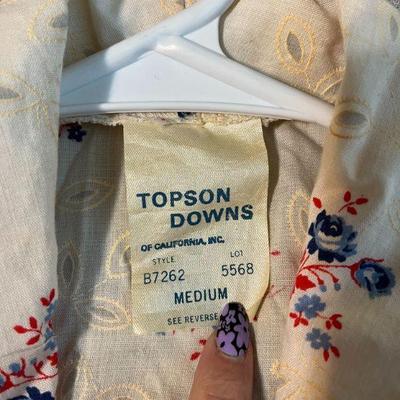 TOPSON
DOWNS
OF CALIFORNIA, INC.
STYLE LOT
B7262 5568
MEDIUM
SEE REVERSE